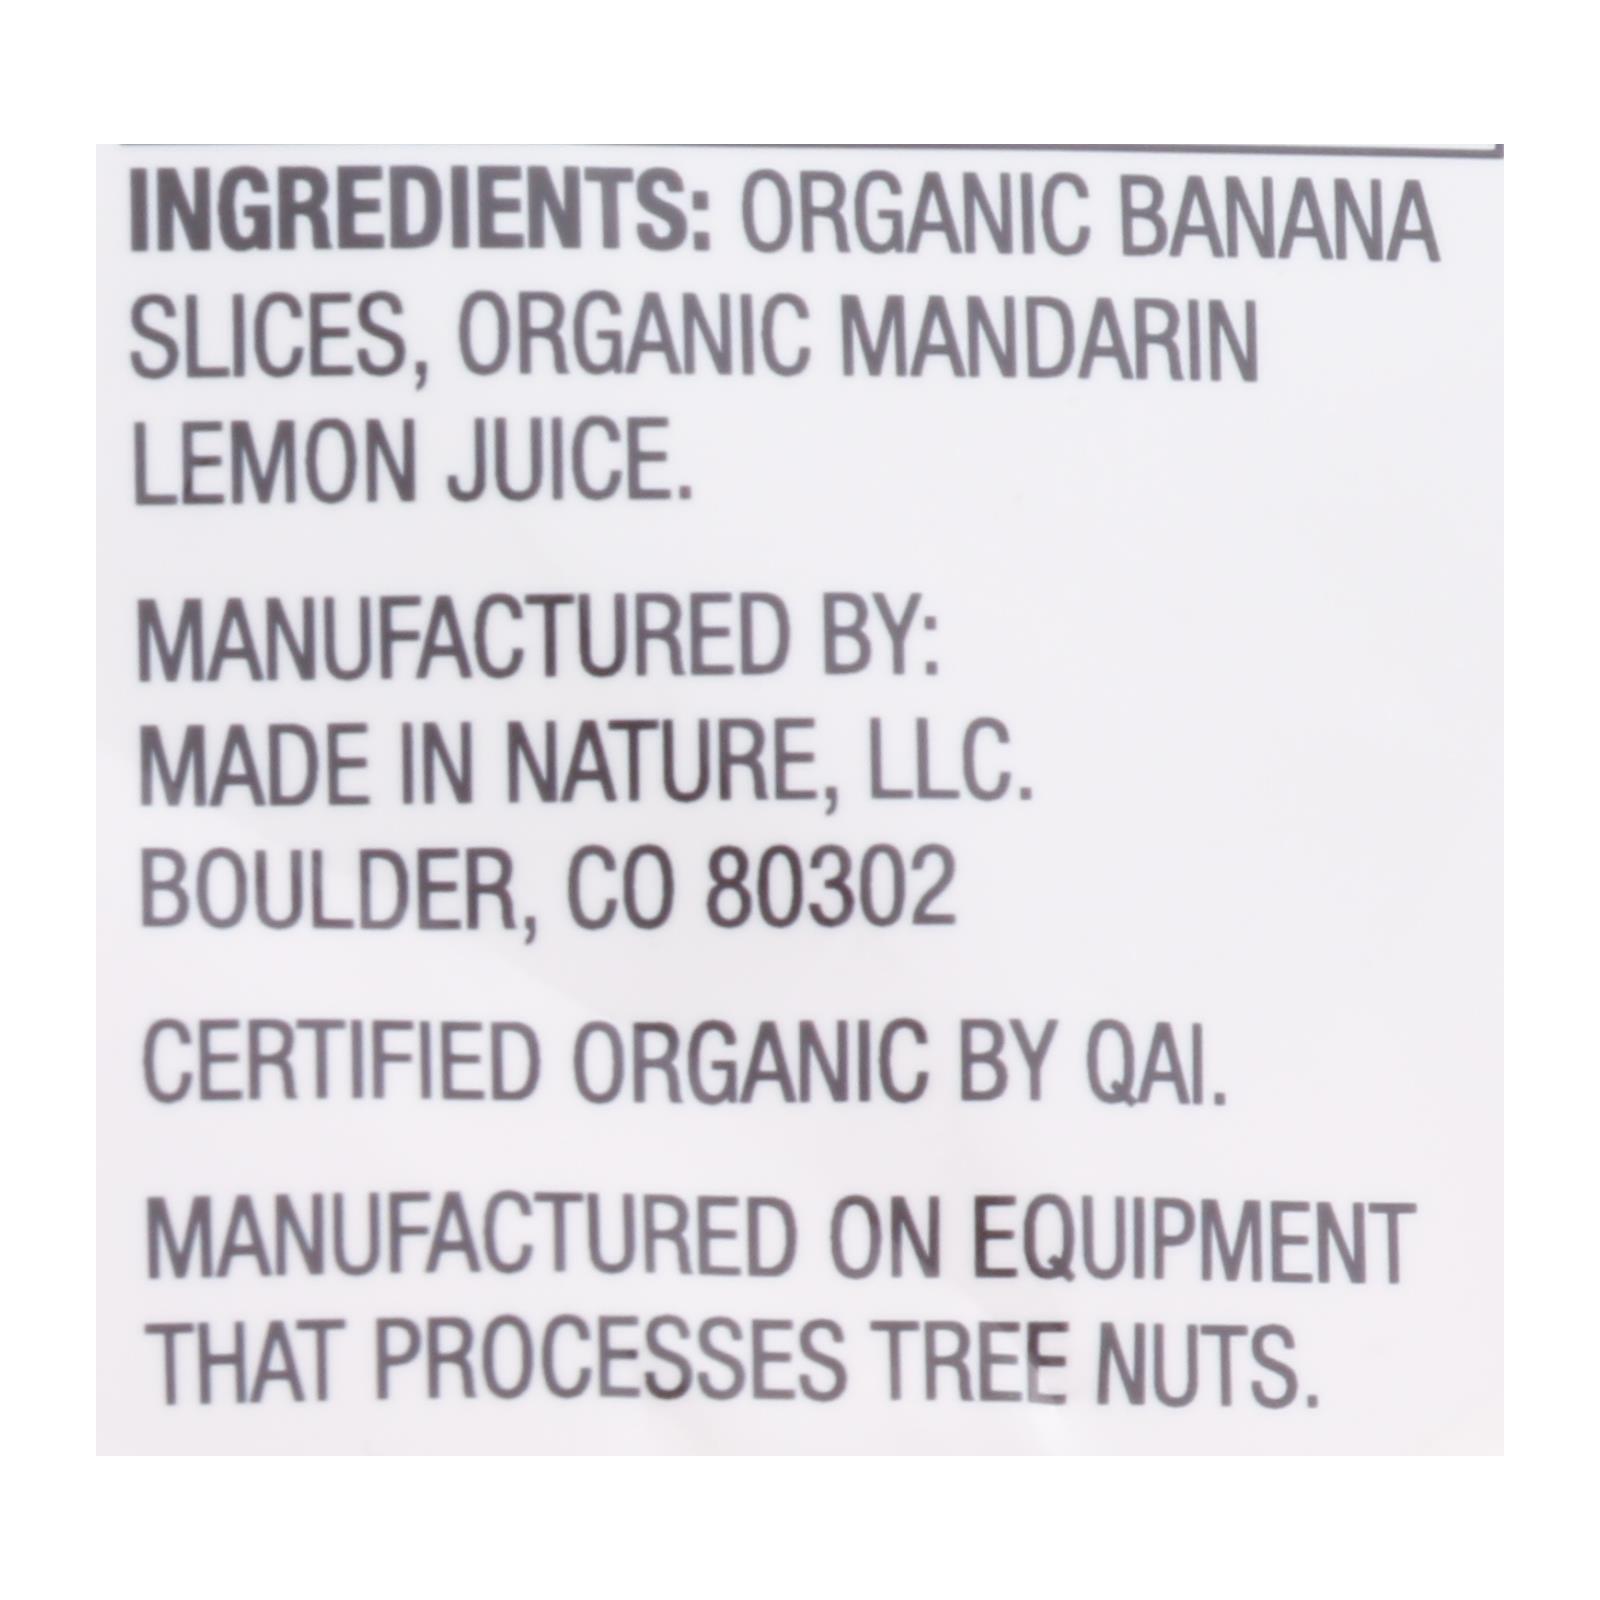 INGREDIENTS: ORGANIC BANANA
SLICES, ORGANIC MANDARIN
LEMON JUICE.
MANUFACTURED BY:
MADE IN NATURE, LLC.
BOULDER, CO 80302
CERTIFIED ORGANIC BY QAI.
MANUFACTURED ON EQUIPMENT
THAT PROCESSES TREE NUTS.